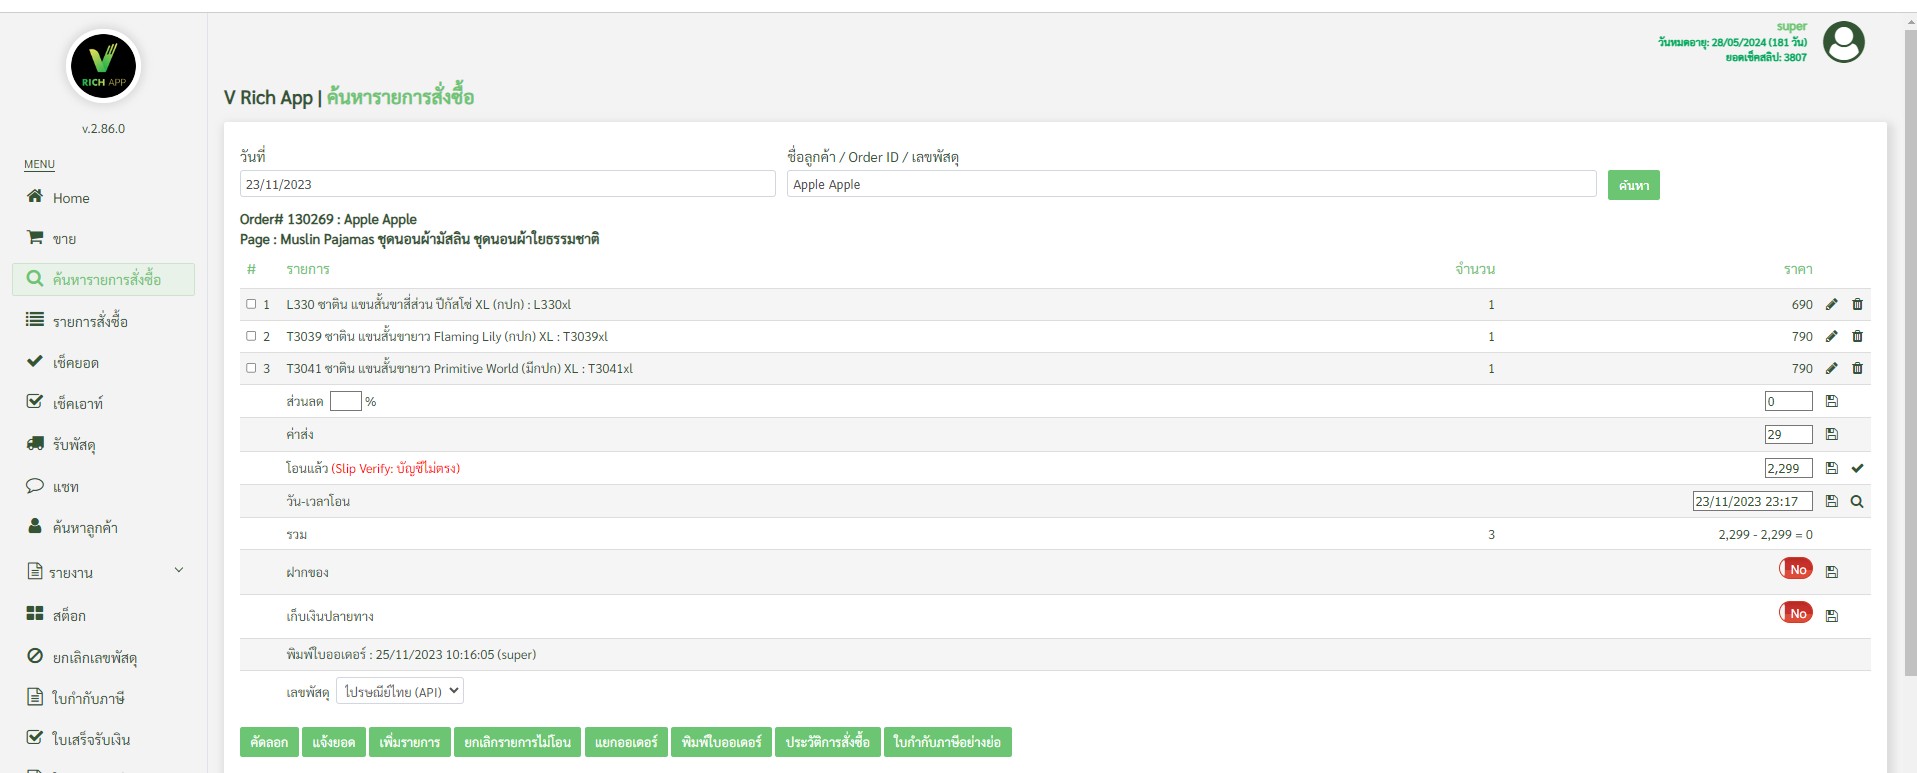 super
วันหมดอายุ: 28/05/2024 (181 วัน)
ยอดเช็คสลิป: 3807
V
RICH APP
v.2.86.0
MENU
Home
ขาย
ค้นหารายการสั่งซื้อ
รายการสั่งซื้อ
เช็คยอด
เช็คเอาท์
รับพัสดุ
แชท
ค้นหาลูกค้า
รายงาน
สต็อก
ยกเลิกเลขพัสดุ
ใบกำกับภาษี
ใบเสร็จรับเงิน
V Rich App | ค้นหารายการสั่งซื้อ
วันที่ ชื่อลูกค้า / Order ID / เลขพัสดุ
23/11/2023 Apple Apple ค้นหา
Order# 130269 : Apple Apple
Page : Muslin Pajamas ชุดนอนผ้ามัสลิน ชุดนอนผ้าใยธรรมชาติ
# รายการ จำนวน ราคา
1 L330 ซาติน แขนสั้นขาสี่ส่วน ปีกัสโซ่ XL (กปก) : L330xl 1 690
2 T3039 ซาติน แขนสั้นขายาว Flaming Lily (กปก) XL : T3039xl 1 790
3 T3041 ซาติน แขนสั้นขายาว Primitive World (มีกปก) XL : T3041xl 1 790
ส่วนลด % 0
ค่าส่ง 29
โอนแล้ว (Slip Verify: บัญชีไม่ตรง) 2,299
วัน-เวลาโอน 23/11/2023 23:17
รวม 3 2,299 - 2,299 = 0
ฝากของ No
เก็บเงินปลายทาง No
พิมพ์ใบออเดอร์ : 25/11/2023 10:16:05 (super)
เลขพัสดุ ไปรษณีย์ไทย (API)
คัดลอก แจ้งยอด เพิ่มรายการ ยกเลิกรายการไม่โอน แยกออเดอร์ พิมพ์ใบออเดอร์ ประวัติการสั่งซื้อ ใบกำกับภาษีอย่างย่อ